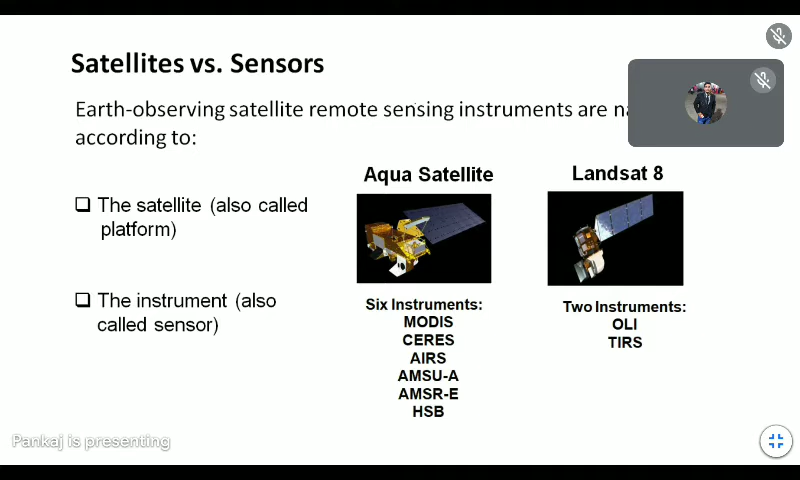 Satellites vs. Sensors
Earth-observing satellite remote sensing instruments are
according to:
Aqua Satellite
Landsat 8
The satellite (also called
platform)
The instrument (also
called sensor)
Six Instruments:
MODIS
CERES
AIRS
AMSU-A
AMSR-E
HSB
Two Instruments:
OLI
TIRS
Pankaj is presenting